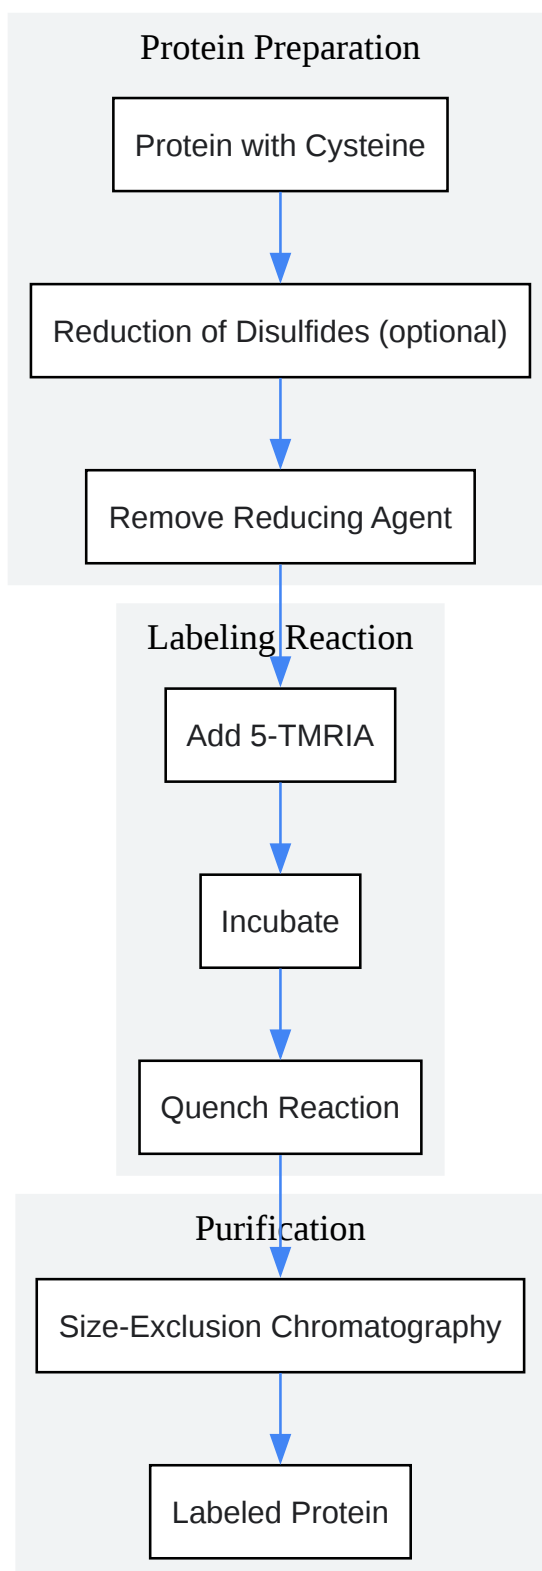 Protein Preparation
Protein with Cysteine
Reduction of Disulfides (optional)
Remove Reducing Agent
Labeling Reaction
Add 5-TMRIA
Incubate
Quench Reaction
Purification
Size-Exclusion Chromatography
Labeled Protein